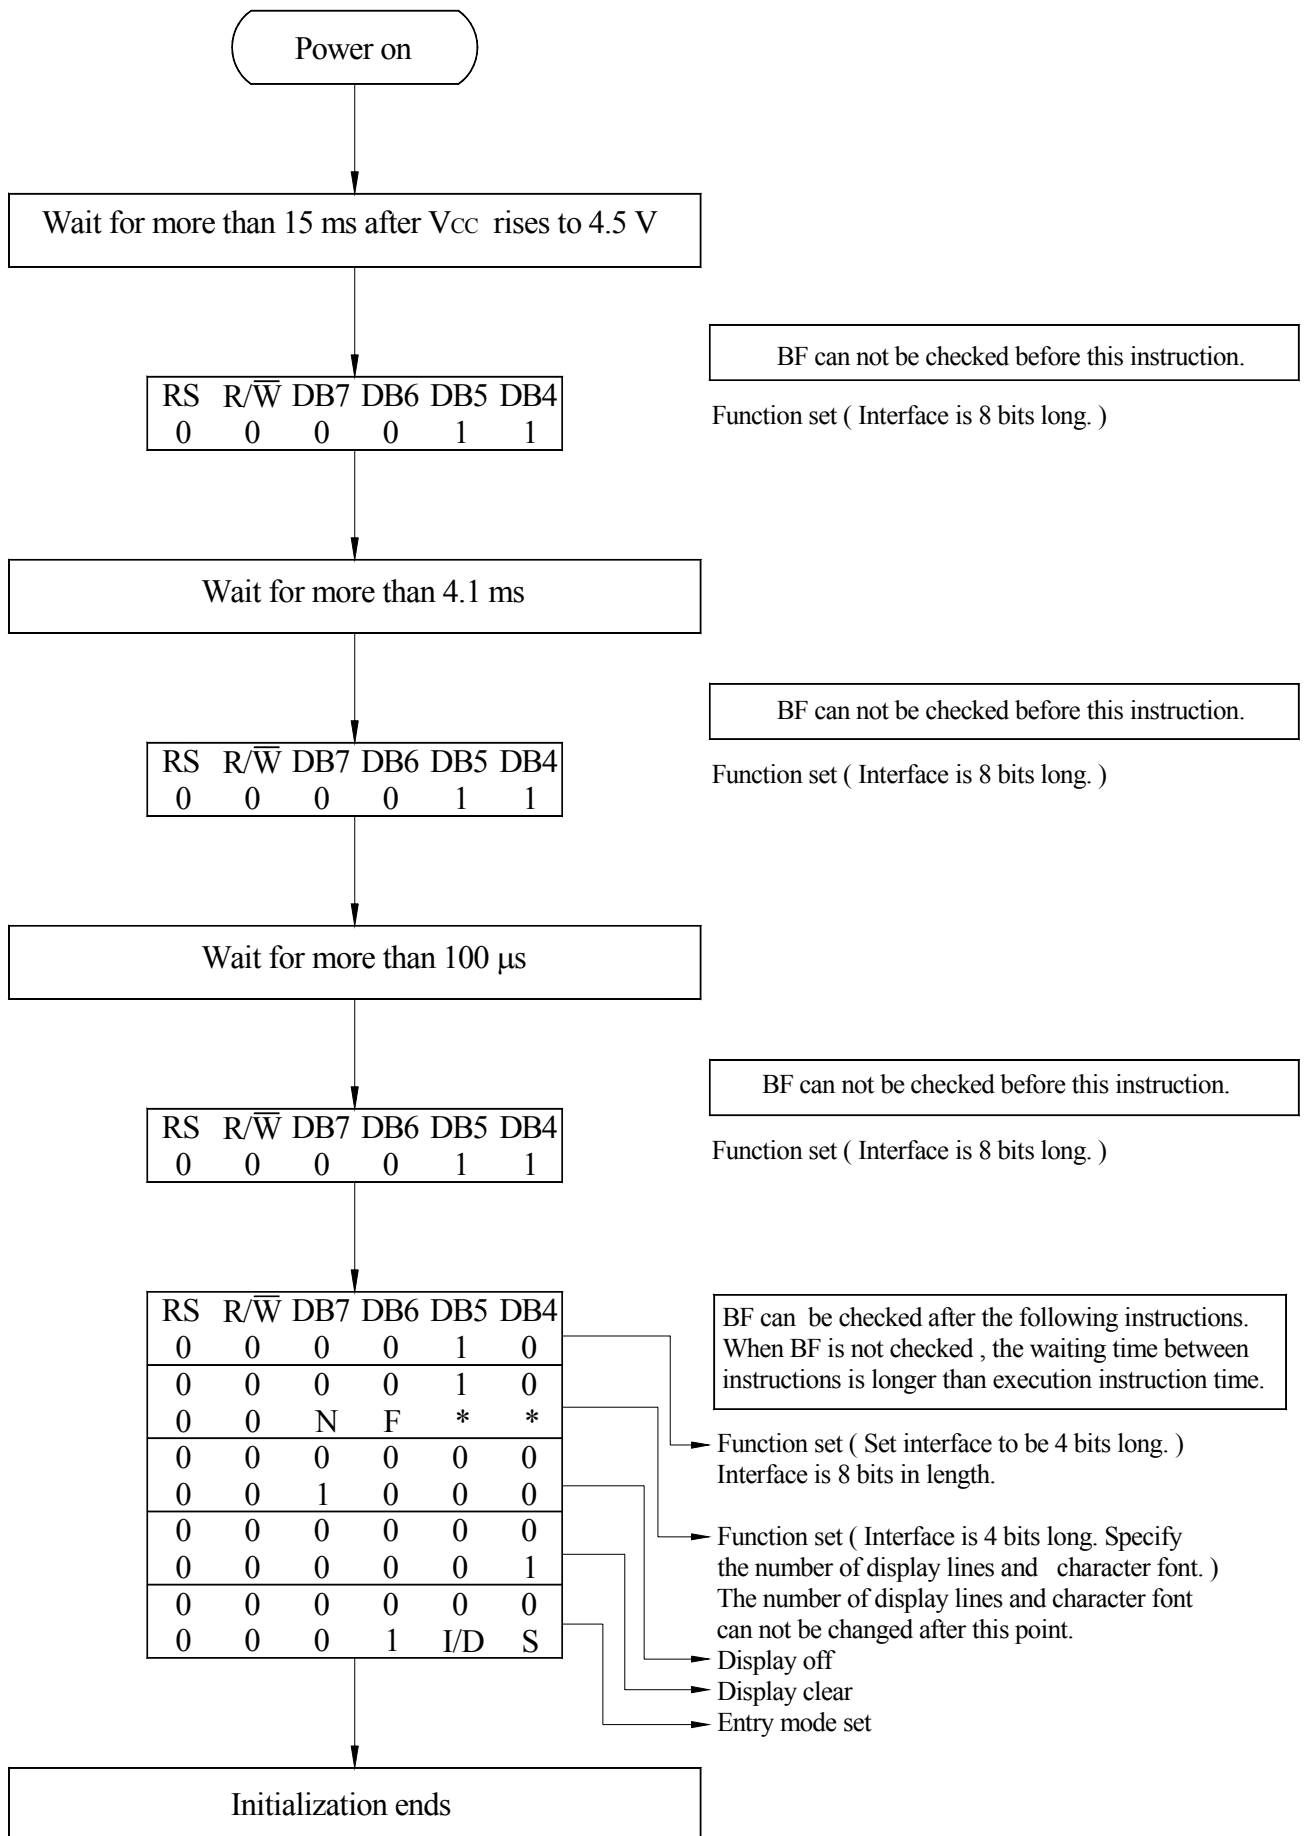 Power on
Wait for more than 15 ms after VCC rises to 4.5 V
BF can not be checked before this instruction.
RS R/W̅ DB7 DB6 DB5 DB4
0 0 0 0 1 1
Function set ( Interface is 8 bits long. )
Wait for more than 4.1 ms
BF can not be checked before this instruction.
RS R/W̅ DB7 DB6 DB5 DB4
0 0 0 0 1 1
Function set ( Interface is 8 bits long. )
Wait for more than 100 μs
BF can not be checked before this instruction.
RS R/W̅ DB7 DB6 DB5 DB4
0 0 0 0 1 1
Function set ( Interface is 8 bits long. )
RS R/W̅ DB7 DB6 DB5 DB4
0 0 0 0 1 0
0 0 0 0 1 0
0 0 N F * *
0 0 0 0 0 0
0 0 1 0 0 0
0 0 0 0 0 0
0 0 0 0 0 1
0 0 0 0 0 0
0 0 0 1 I/D S
BF can be checked after the following instructions.
When BF is not checked , the waiting time between
instructions is longer than execution instruction time.
Function set ( Set interface to be 4 bits long. )
Interface is 8 bits in length.
Function set ( Interface is 4 bits long. Specify
the number of display lines and character font. )
The number of display lines and character font
can not be changed after this point.
Display off
Display clear
Entry mode set
Initialization ends